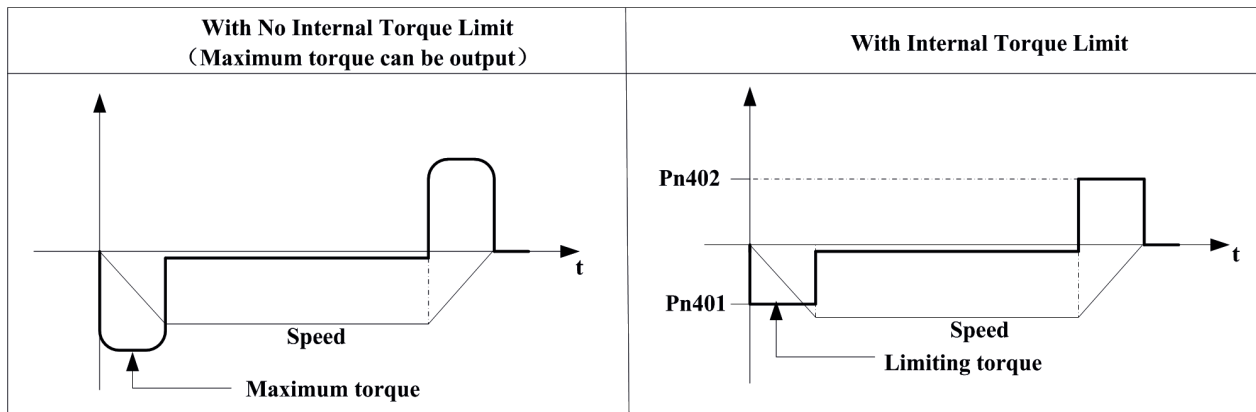 With No Internal Torque Limit
（Maximum torque can be output）
With Internal Torque Limit
t
Speed
Maximum torque
Pn402
t
Pn401
Speed
Limiting torque